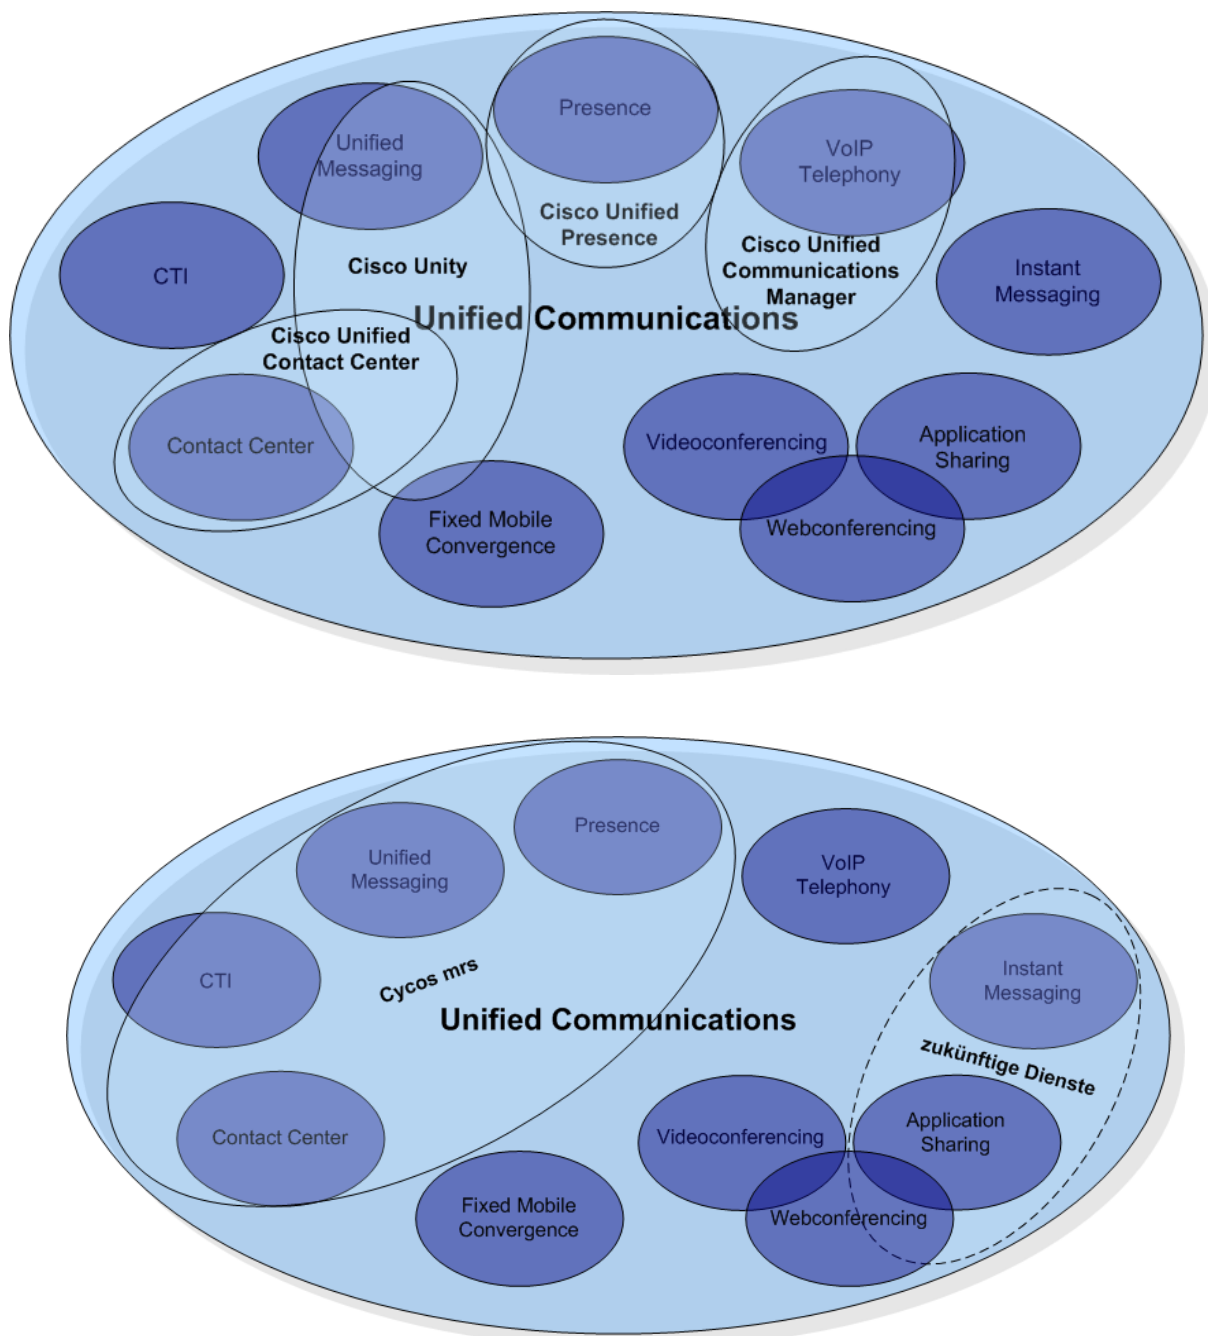 Presence
Unified
Messaging
VoIP
Telephony
Cisco Unified
Presence
Cisco Unified
Communications
Manager
CTI
Cisco Unity
Instant
Messaging
Unified Communications
Cisco Unified
Contact Center
Contact Center
Videoconferencing
Application
Sharing
Fixed Mobile
Convergence
Webconferencing
Presence
Unified
Messaging
VoIP
Telephony
CTI
Cycos mrs
Instant
Messaging
Unified Communications
zukünftige Dienste
Contact Center
Videoconferencing
Application
Sharing
Fixed Mobile
Convergence
Webconferencing